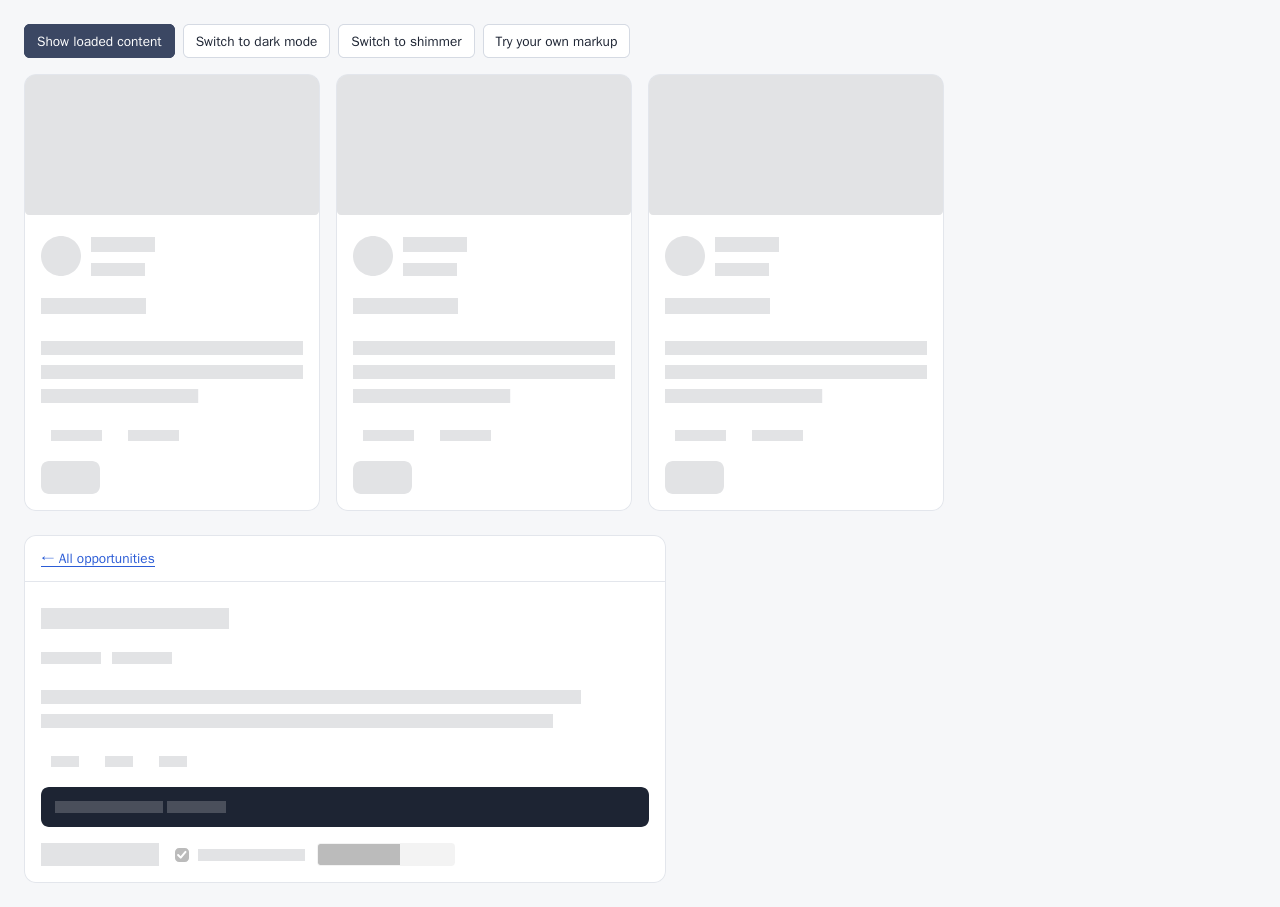 Show loaded content
Switch to dark mode
Switch to shimmer
Try your own markup
← All opportunities